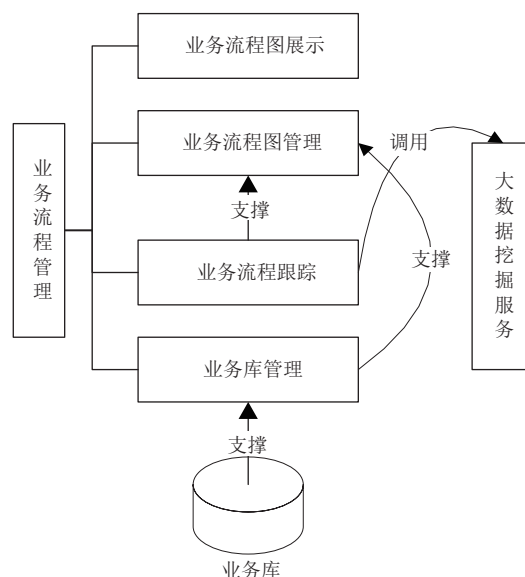 业务流程图展示
业务流程图管理
调用
业务流程管理
大数据挖掘服务
支撑
业务流程跟踪
支撑
业务库管理
支撑
业务库